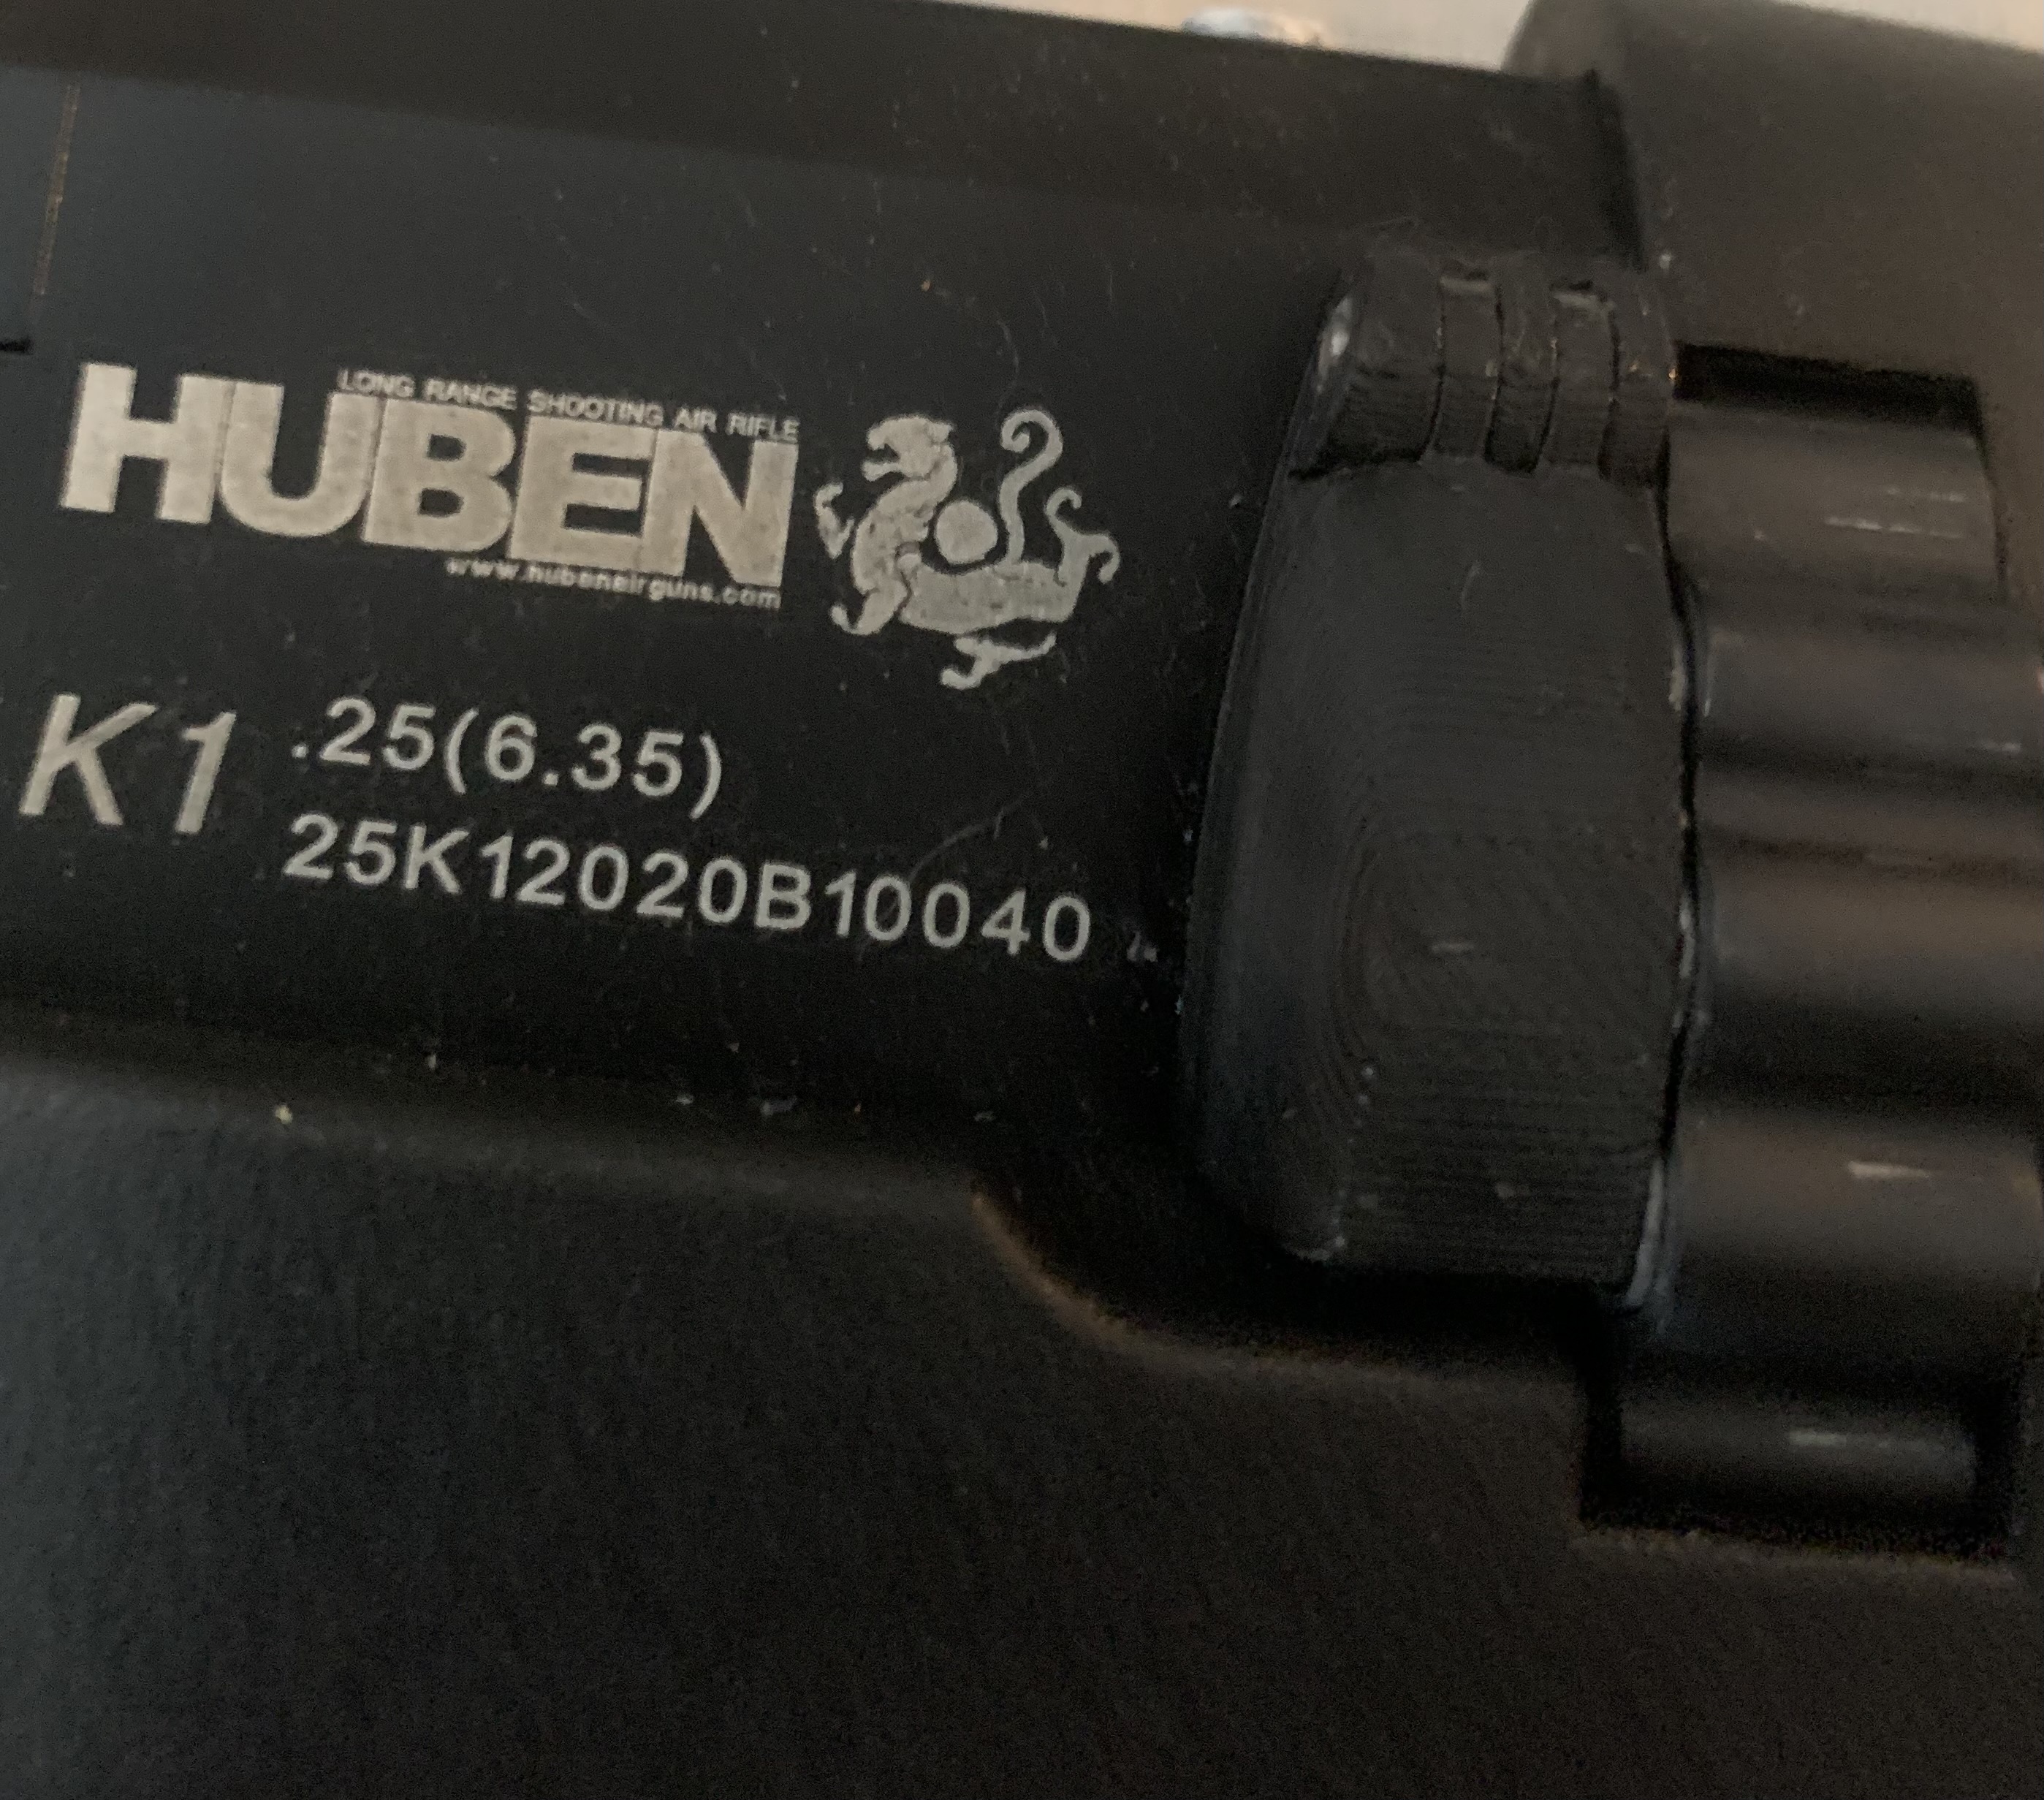 LONG RANGE SHOOTING AIR RIFLE
HUBEN
www.hubenairguns.com
K1 .25(6.35)
25K12020B10040